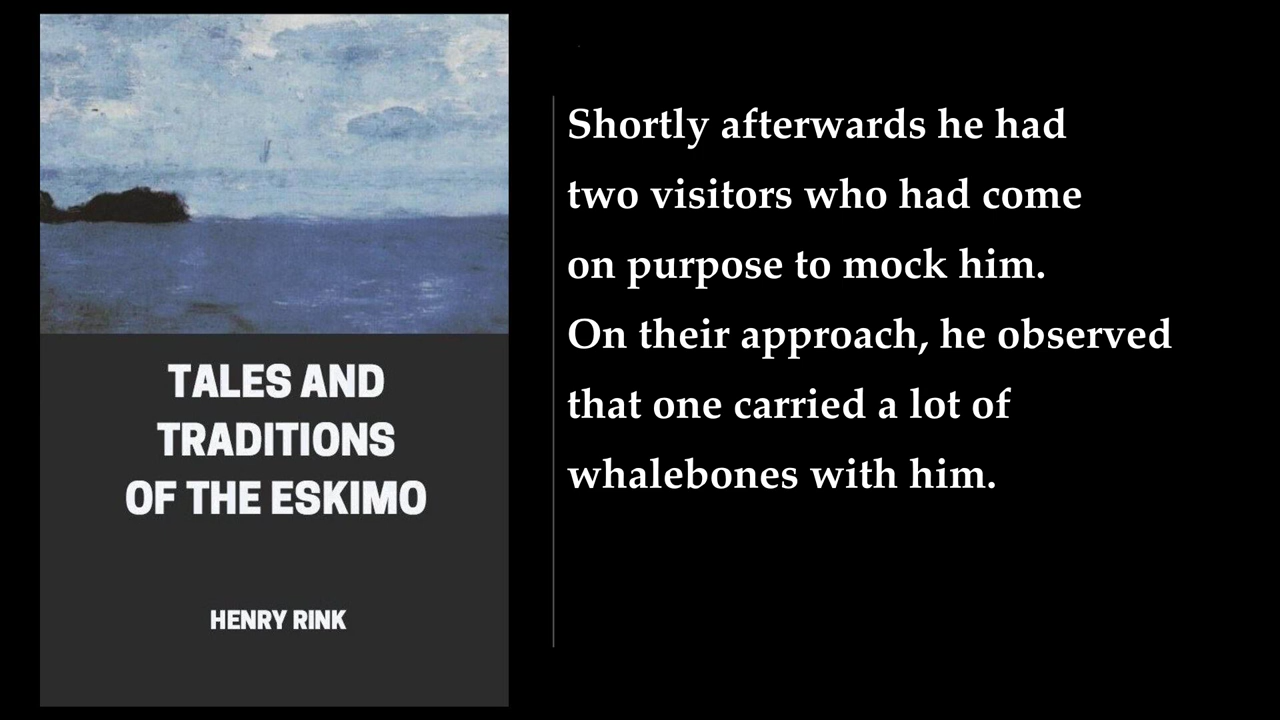 TALES AND
TRADITIONS
OF THE ESKIMO
HENRY RINK
Shortly afterwards he had
two visitors who had come
on purpose to mock him.
On their approach, he observed
that one carried a lot of
whalebones with him.